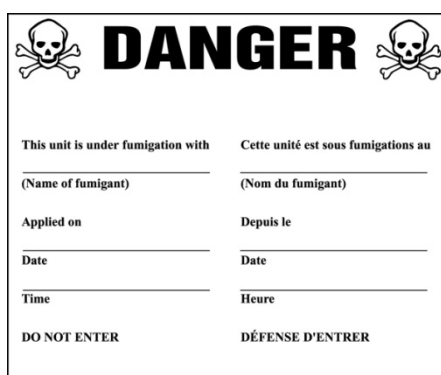 DANGER
This unit is under fumigation with
(Name of fumigant)
Applied on
Date
Time
DO NOT ENTER
Cette unité est sous fumigations au
(Nom du fumigant)
Depuis le
Date
Heure
DÉFENSE D'ENTRER